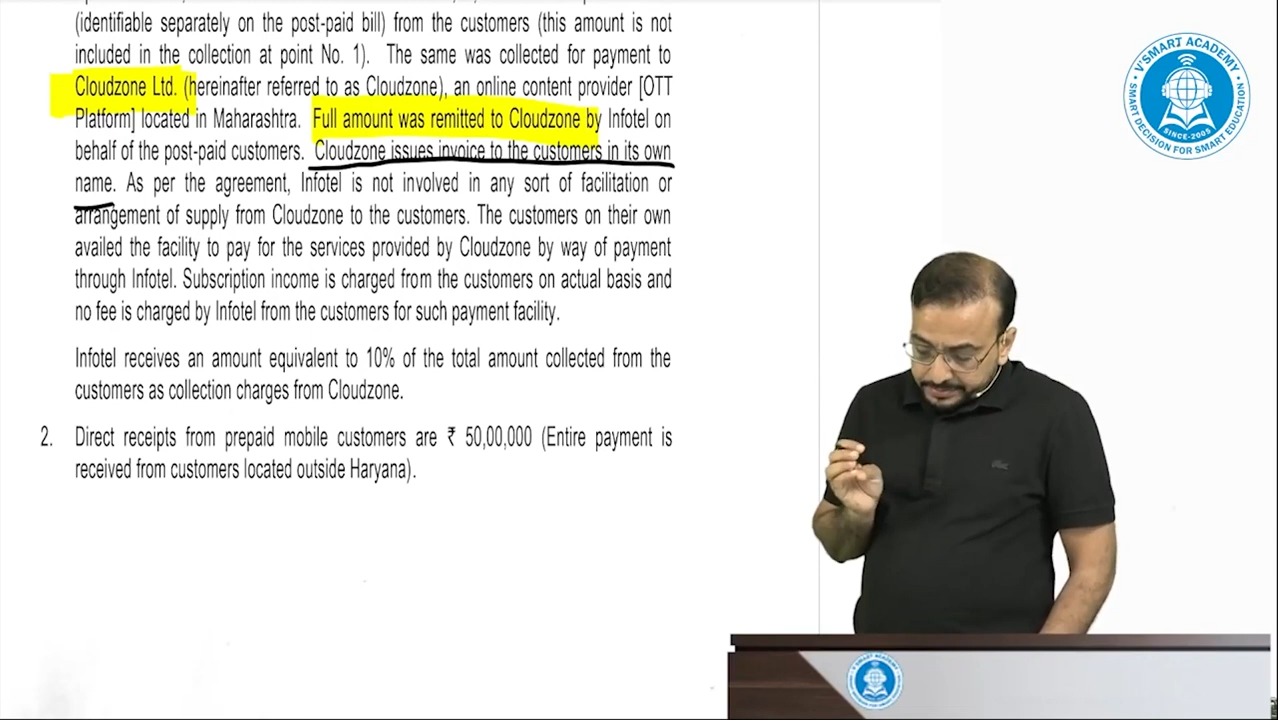 (identifiable separately on the post-paid bill) from the customers (this amount is not
included in the collection at point No. 1). The same was collected for payment to
Cloudzone Ltd. (hereinafter referred to as Cloudzone), an online content provider [OTT
Platform] located in Maharashtra. Full amount was remitted to Cloudzone by Infotel on
behalf of the post-paid customers. Cloudzone issues invoice to the customers in its own
name. As per the agreement, Infotel is not involved in any sort of facilitation or
arrangement of supply from Cloudzone to the customers. The customers on their own
availed the facility to pay for the services provided by Cloudzone by way of payment
through Infotel. Subscription income is charged from the customers on actual basis and
no fee is charged by Infotel from the customers for such payment facility.
Infotel receives an amount equivalent to 10% of the total amount collected from the
customers as collection charges from Cloudzone.
2. Direct receipts from prepaid mobile customers are ₹ 50,00,000 (Entire payment is
received from customers located outside Haryana).
V'SMART ACADEMY
SMART DECISION FOR SMART EDUCATION
SINCE-2005